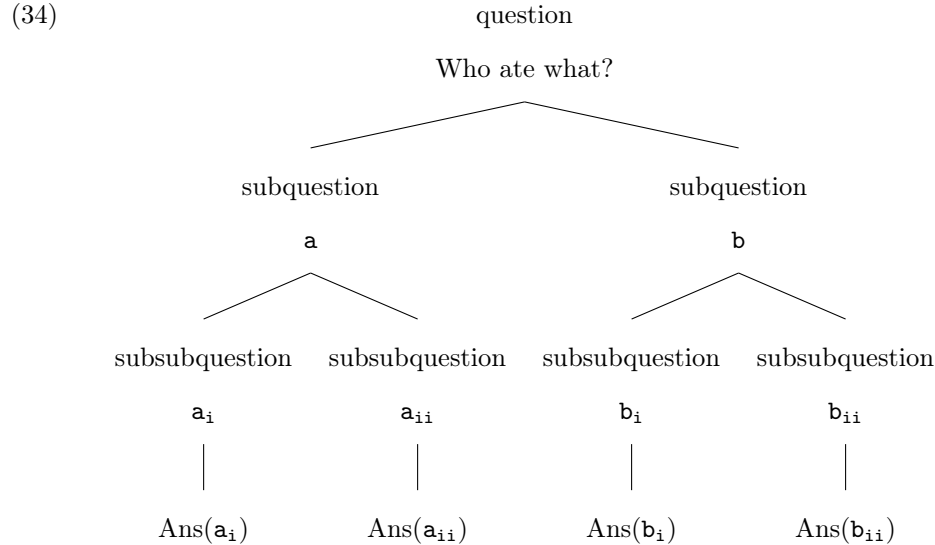 (34) question
Who ate what?
subquestion subquestion
a b
subsubquestion subsubquestion subsubquestion subsubquestion
a_i a_ii b_i b_ii
Ans(a_i) Ans(a_ii) Ans(b_i) Ans(b_ii)